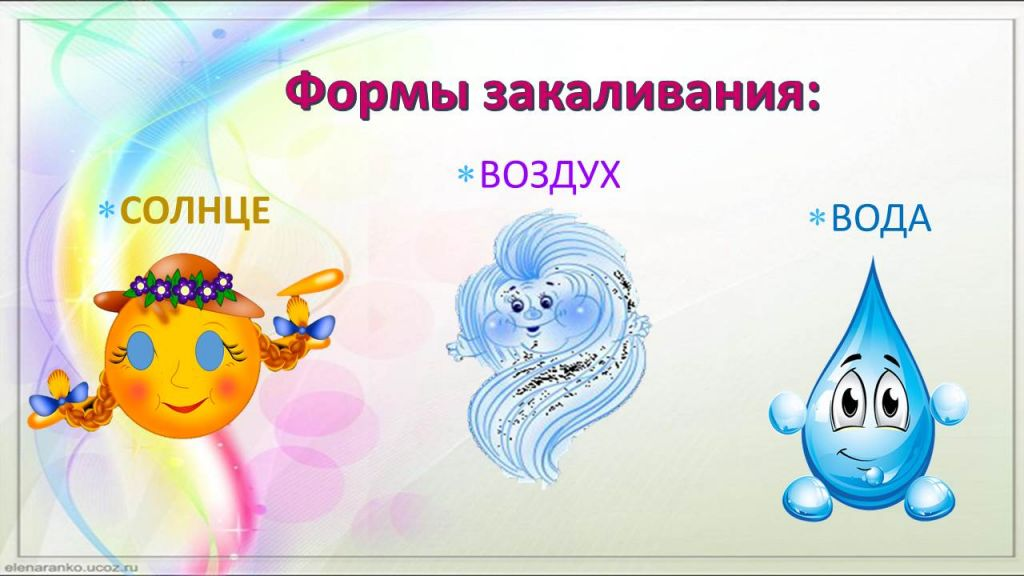 Формы закаливания:
*ВОЗДУХ
*СОЛНЦЕ
*ВОДА
elenaranko.ucoz.ru